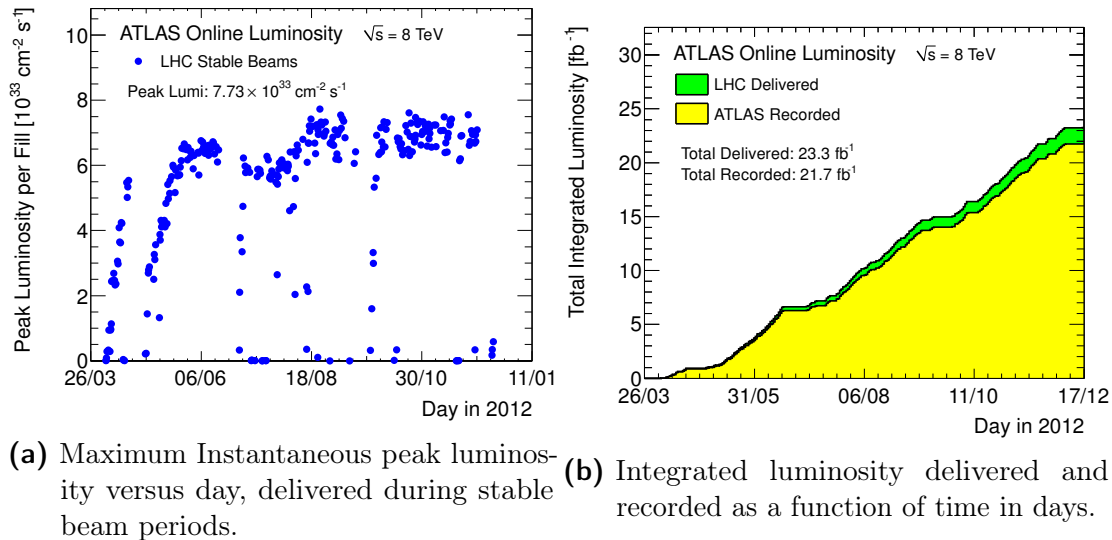 ATLAS Online Luminosity √s = 8 TeV
LHC Stable Beams
Peak Lumi: 7.73 × 10³³ cm⁻² s⁻¹
Peak Luminosity per Fill [10³³ cm⁻² s⁻¹]
10
8
6
4
2
0
26/03 06/06 18/08 30/10 11/01
Day in 2012
(a) Maximum Instantaneous peak luminos-
ity versus day, delivered during stable
beam periods.
ATLAS Online Luminosity √s = 8 TeV
LHC Delivered
ATLAS Recorded
Total Delivered: 23.3 fb⁻¹
Total Recorded: 21.7 fb⁻¹
Total Integrated Luminosity [fb⁻¹]
30
25
20
15
10
5
0
26/03 31/05 06/08 11/10 17/12
Day in 2012
(b) Integrated luminosity delivered and
recorded as a function of time in days.